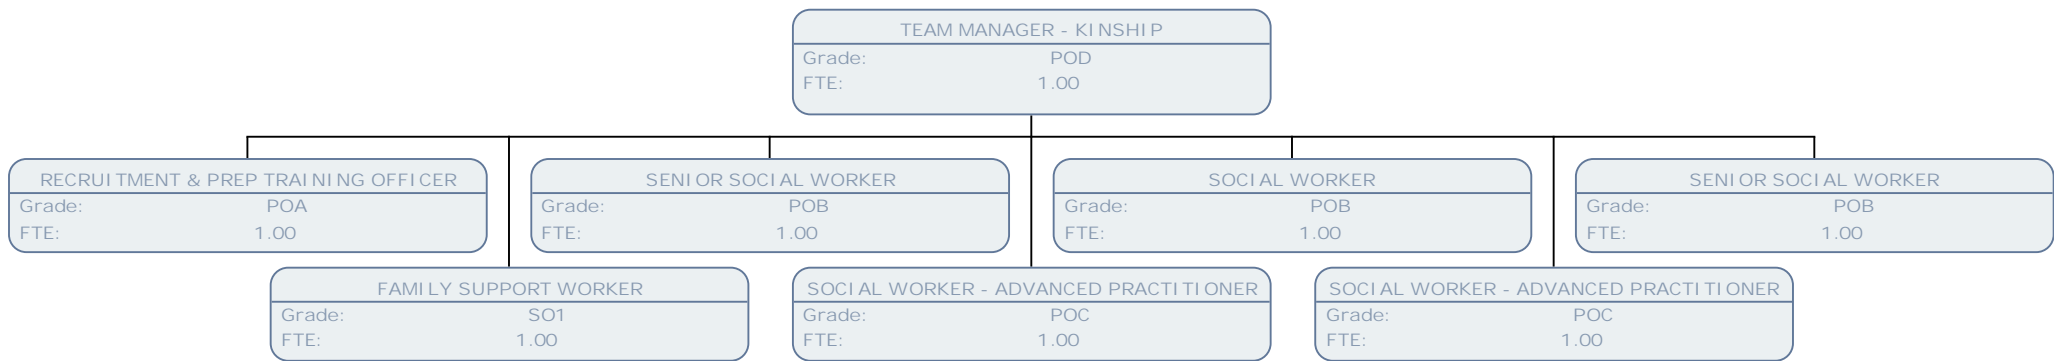 TEAM MANAGER - KINSHIP
Grade: POD
FTE: 1.00
RECRUITMENT & PREP TRAINING OFFICER
Grade: POA
FTE: 1.00
SENIOR SOCIAL WORKER
Grade: POB
FTE: 1.00
SOCIAL WORKER
Grade: POB
FTE: 1.00
SENIOR SOCIAL WORKER
Grade: POB
FTE: 1.00
FAMILY SUPPORT WORKER
Grade: SO1
FTE: 1.00
SOCIAL WORKER - ADVANCED PRACTITIONER
Grade: POC
FTE: 1.00
SOCIAL WORKER - ADVANCED PRACTITIONER
Grade: POC
FTE: 1.00